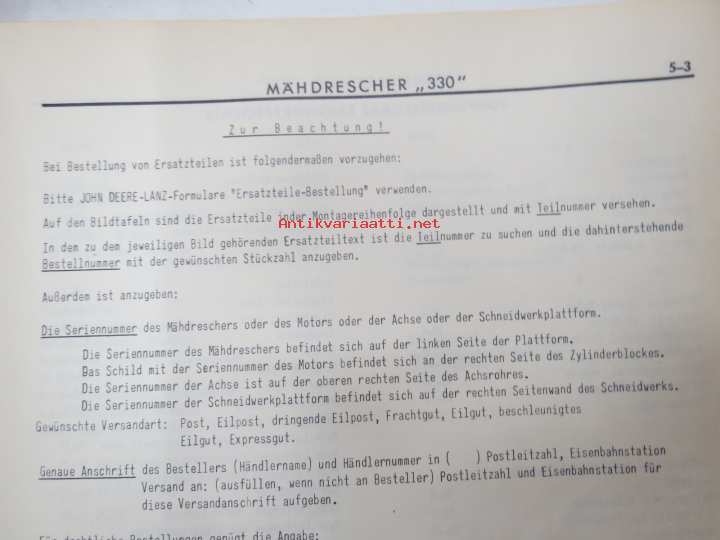 MÄHDRESCHER „330“
5-3
Zur Beachtung!
Bei Bestellung von Ersatzteilen ist folgendermaßen vorzugehen:
Bitte JOHN DEERE-LANZ-Formulare "Ersatzteile-Bestellung" verwenden.
Auf den Bildtafeln sind die Ersatzteile in der Montagereihenfolge dargestellt und mit Teilnummer versehen.
Antikvariaatti.net
In dem zu dem jeweiligen Bild gehörenden Ersatzteiltext ist die Teilnummer zu suchen und die dahinterstehende
Bestellnummer mit der gewünschten Stückzahl anzugeben.
Außerdem ist anzugeben:
Die Seriennummer des Mähdreschers oder des Motors oder der Achse oder der Schneidwerkplattform.
Die Seriennummer des Mähdreschers befindet sich auf der linken Seite der Plattform.
Das Schild mit der Seriennummer des Motors befindet sich an der rechten Seite des Zylinderblockes.
Die Seriennummer der Achse ist auf der oberen rechten Seite des Achsrohres.
Die Seriennummer der Schneidwerkplattform befindet sich auf der rechten Seitenwand des Schneidwerks.
Gewünschte Versandart: Post, Eilpost, dringende Eilpost, Frachtgut, Eilgut, beschleunigtes
Eilgut, Expressgut.
Genaue Anschrift des Bestellers (Händlername) und Händlernummer in ( ) Postleitzahl, Eisenbahnstation
Versand an: (ausfüllen, wenn nicht an Besteller) Postleitzahl und Eisenbahnstation für
diese Versandanschrift aufgeben.
Für drahtliche Bestellungen genügt die Angabe: